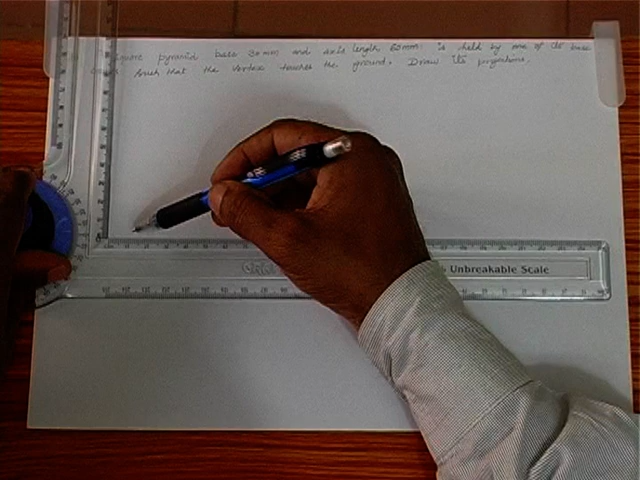 square pyramid base 30mm and axis length 60mm is held by one of its base
such that the vertex touches the ground. Draw its projections.
Unbreakable Scale